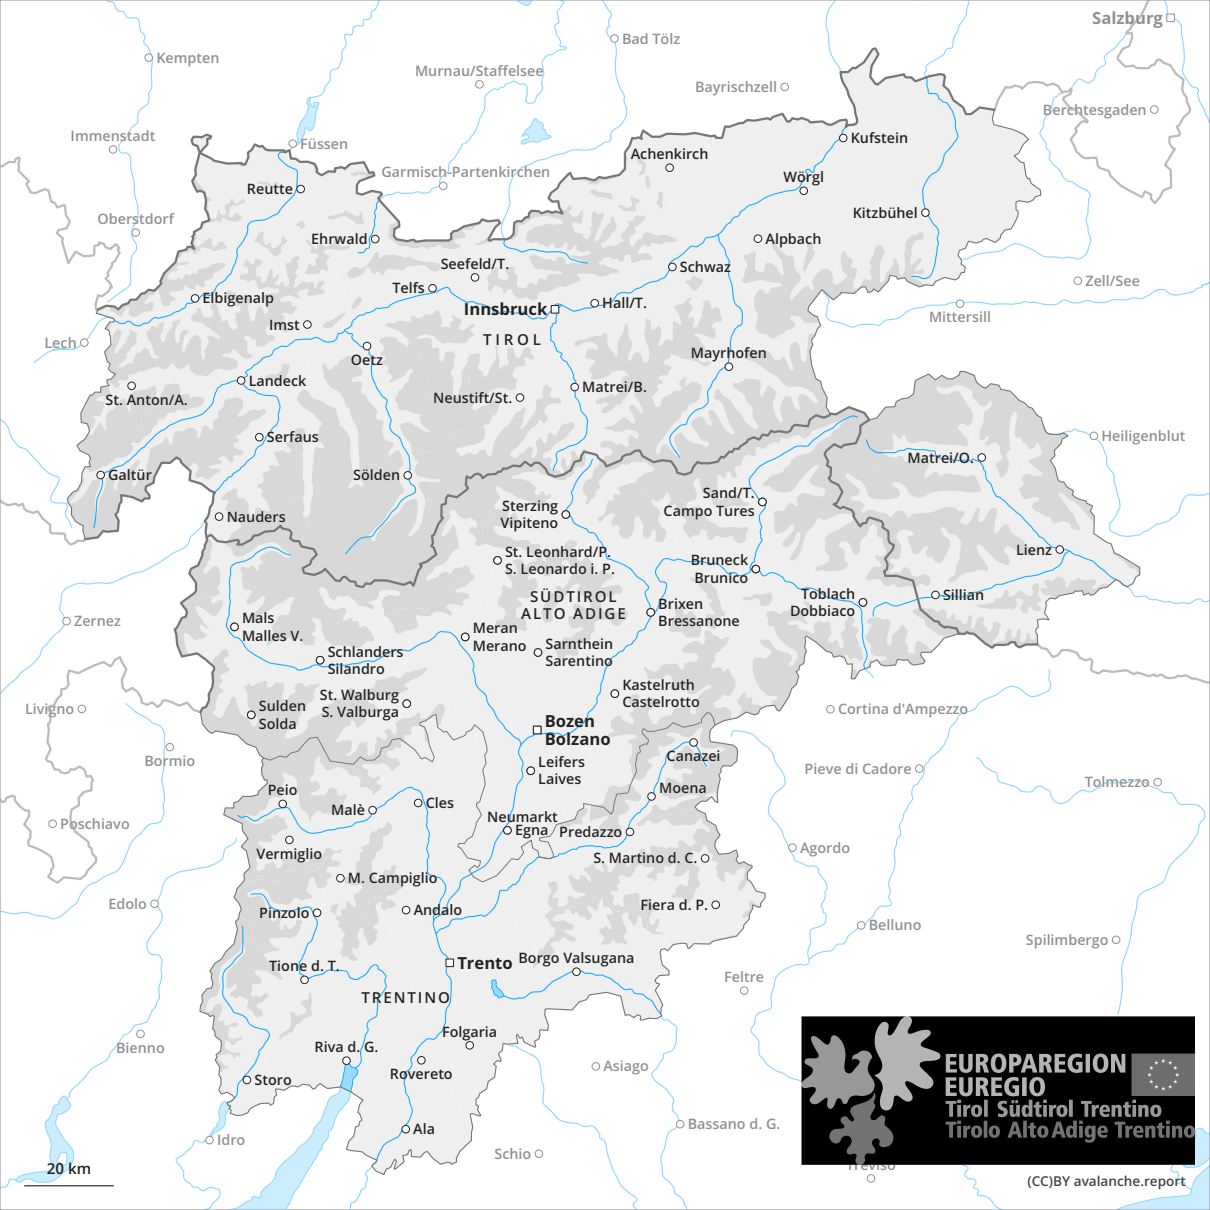 Salzburg
Bad Tölz
Kempten
Murnau/Staffelsee
Bayrischzell
Berchtesgaden
Immenstadt
Füssen
Kufstein
Achenkirch
Garmisch-Partenkirchen
Wörgl
Reutte
Oberstdorf
Kitzbühel
Ehrwald
Alpbach
Seefeld/T.
Schwaz
Zell/See
Telfs
Elbigenalp
Hall/T.
Innsbruck
Mittersill
Imst
TIROL
Lech
Mayrhofen
Oetz
Landeck
Matrei/B.
St. Anton/A.
Neustift/St.
Serfaus
Heiligenblut
Matrei/O.
Galtür
Sölden
Sand/T.
Campo Tures
Sterzing
Vipiteno
Nauders
Lienz
St. Leonhard/P.
S. Leonardo i. P.
Bruneck
Brunico
Toblach
Dobbiaco
Sillian
SÜDTIROL
ALTO ADIGE
Brixen
Bressanone
Zernez
Mals
Malles V.
Meran
Merano
Sarnthein
Sarentino
Schlanders
Silandro
Kastelruth
Castelrotto
St. Walburg
S. Valburga
Livigno
Sulden
Solda
Cortina d'Ampezzo
Bozen
Bolzano
Bormio
Canazei
Leifers
Laives
Pieve di Cadore
Tolmezzo
Peio
Moena
Malè
Cles
Neumarkt
Egna
Predazzo
Poschiavo
Vermiglio
Agordo
S. Martino d. C.
M. Campiglio
Edolo
Pinzolo
Andalo
Fiera d. P.
Belluno
Spilimbergo
Trento
Borgo Valsugana
Tione d. T.
Feltre
TRENTINO
Folgaria
Bienno
Riva d. G.
Rovereto
Asiago
Storo
EUROPAREGION
EUREGIO
Tirol Südtirol Trentino
Tirolo Alto Adige Trentino
Bassano d. G.
Ala
Idro
Schio
Treviso
20 km
(CC)BY avalanche.report